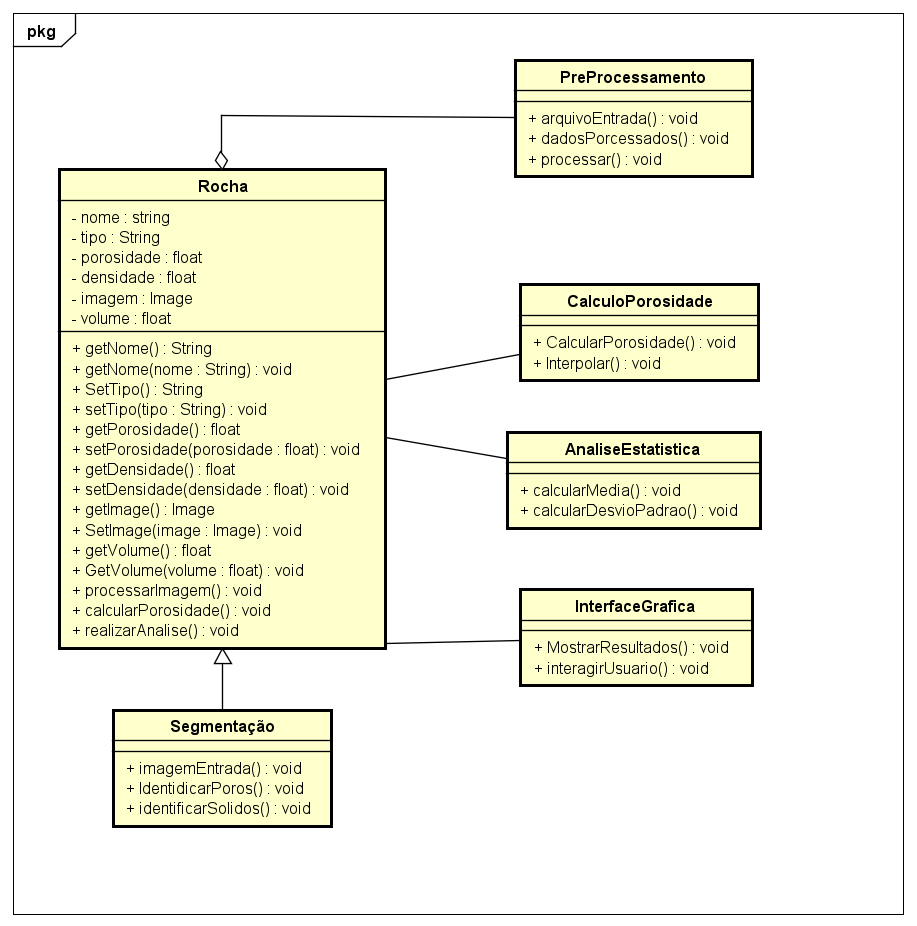 pkg
PreProcessamento
+ arquivoEntrada() : void
+ dadosPorcessados() : void
+ processar() : void
Rocha
- nome : string
- tipo : String
- porosidade : float
- densidade : float
- imagem : Image
- volume : float
+ getNome() : String
+ getNome(nome : String) : void
+ SetTipo() : String
+ setTipo(tipo : String) : void
+ getPorosidade() : float
+ setPorosidade(porosidade : float) : void
+ getDensidade() : float
+ setDensidade(densidade : float) : void
+ getImage() : Image
+ SetImage(image : Image) : void
+ getVolume() : float
+ GetVolume(volume : float) : void
+ processarImagem() : void
+ calcularPorosidade() : void
+ realizarAnalise() : void
CalculoPorosidade
+ CalcularPorosidade() : void
+ Interpolar() : void
AnaliseEstatistica
+ calcularMedia() : void
+ calcularDesvioPadrao() : void
InterfaceGrafica
+ MostrarResultados() : void
+ interagirUsuario() : void
Segmentação
+ imagemEntrada() : void
+ IdentidicarPoros() : void
+ identificarSolidos() : void